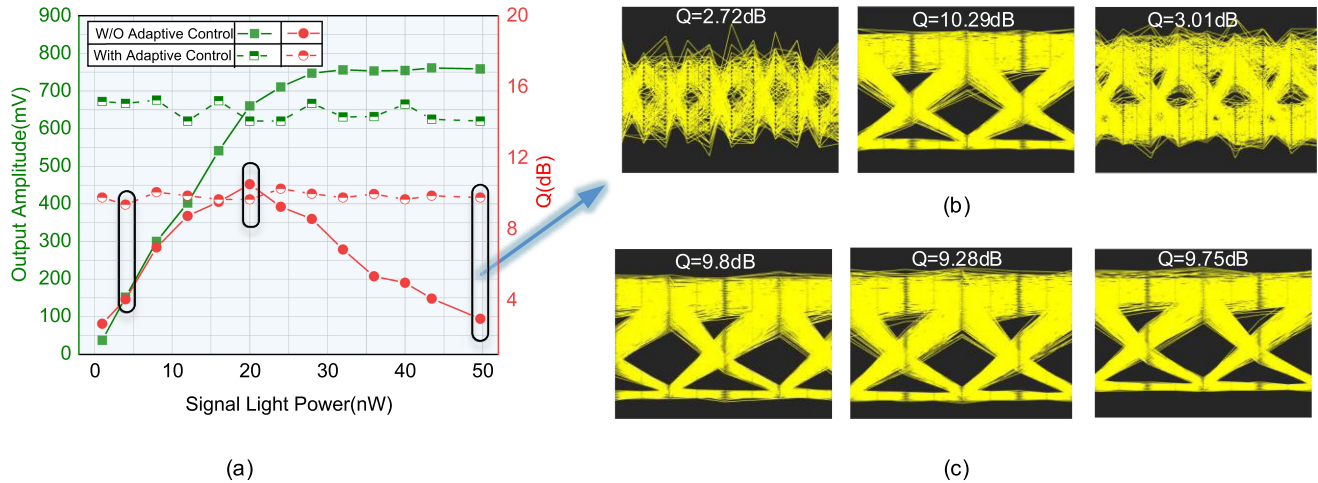 900
800
700
600
500
400
300
200
100
0
Output Amplitude(mV)
W/O Adaptive Control
With Adaptive Control
20
16
12
8
4
Q(dB)
0 10 20 30 40 50
Signal Light Power(nW)
(a)
Q=2.72dB
Q=10.29dB
Q=3.01dB
(b)
Q=9.8dB
Q=9.28dB
Q=9.75dB
(c)